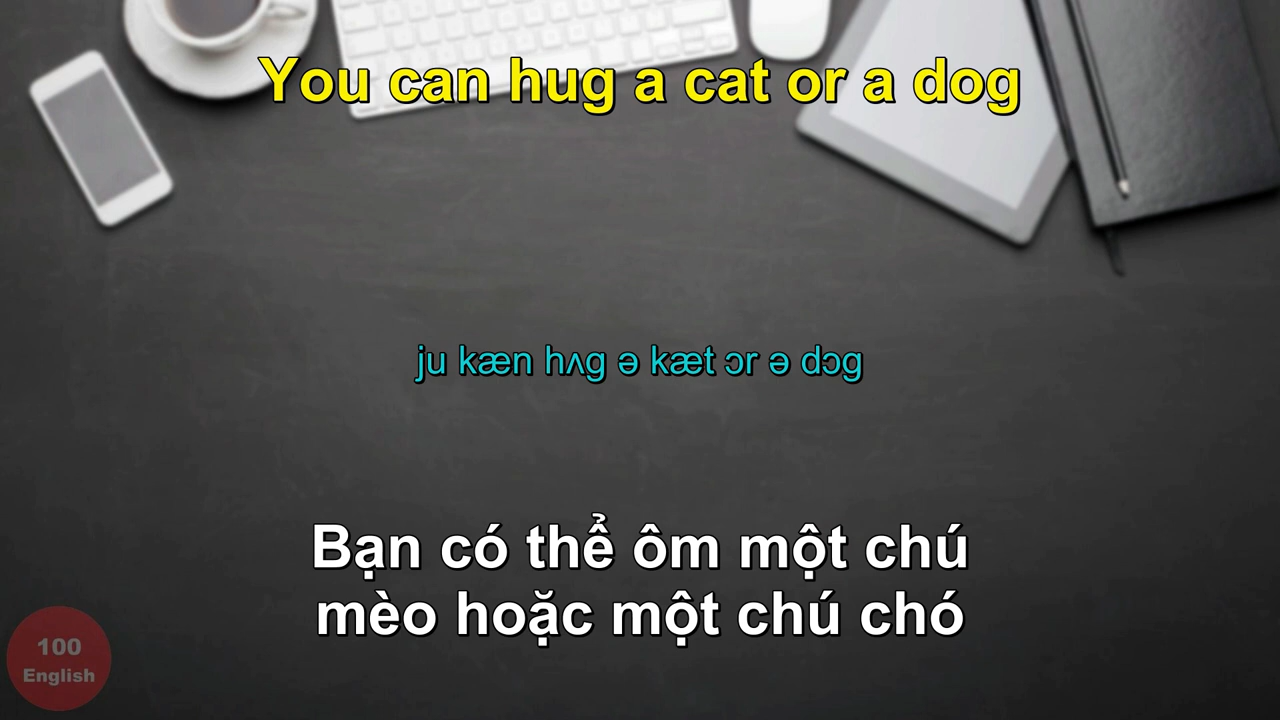 You can hug a cat or a dog
ju kæn hʌg ə kæt ɔr ə dɔg
Bạn có thể ôm một chú
mèo hoặc một chú chó
100
English